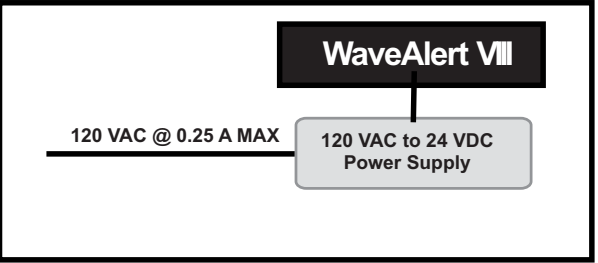 WaveAlert VIII
120 VAC @ 0.25 A MAX
120 VAC to 24 VDC
Power Supply